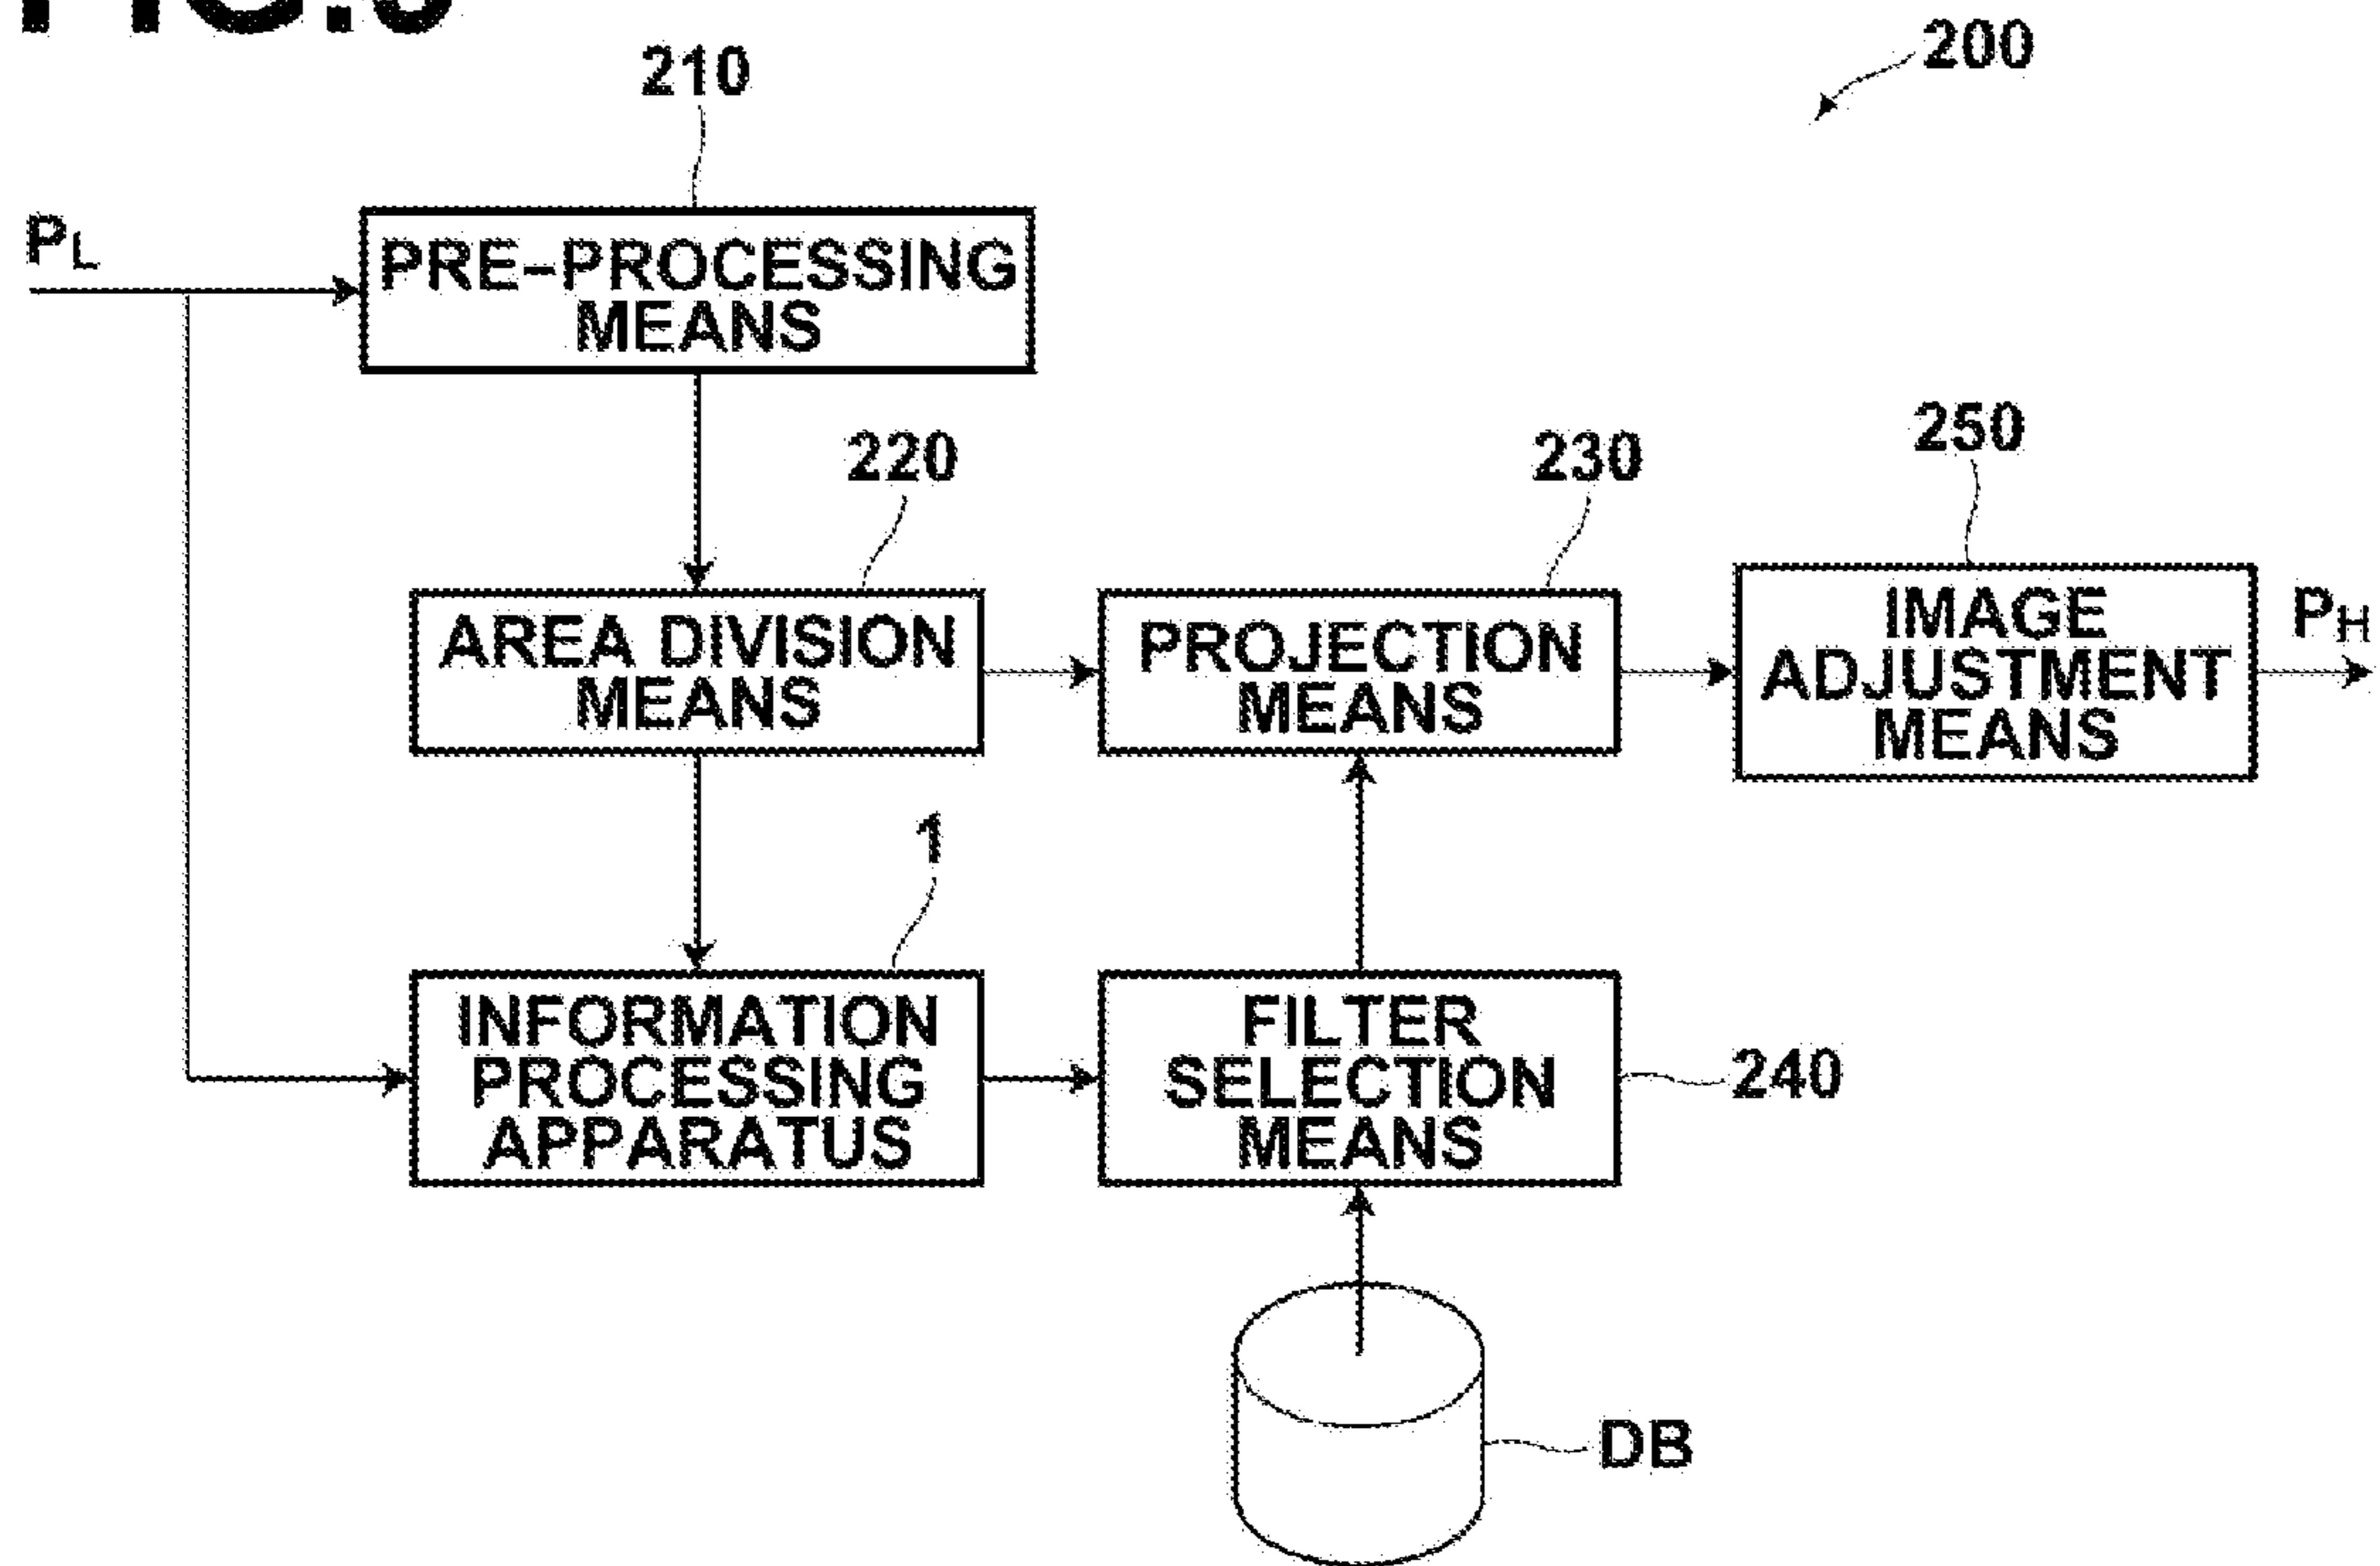 200
210
PL
PRE-PROCESSING
MEANS
220
AREA DIVISION
MEANS
230
PROJECTION
MEANS
250
IMAGE
ADJUSTMENT
MEANS
PH
1
INFORMATION
PROCESSING
APPARATUS
FILTER
SELECTION
MEANS
240
DB